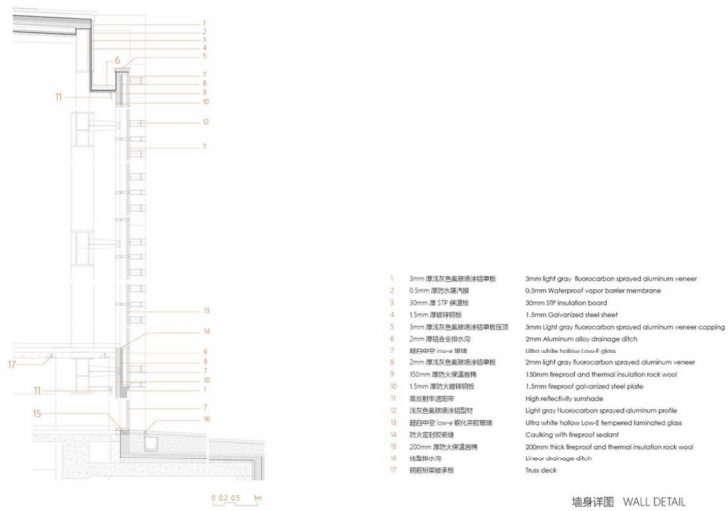 1
2
3
4
5
6
7
8
9
10
11
12
7
13
14
8
9
10
17
11
1
7
15
16
0 0.2 0.5 1m
1 3mm 厚浅灰色氟碳喷涂铝单板 3mm light gray fluorocarbon sprayed aluminum veneer
2 0.5mm 厚防水隔汽膜 0.5mm Waterproof vapor barrier membrane
3 30mm 厚 STP 保温板 30mm STP insulation board
4 1.5mm 厚镀锌钢板 1.5mm Galvanized steel sheet
5 3mm 厚浅灰色氟碳喷涂铝单板压顶 3mm Light gray fluorocarbon sprayed aluminum veneer capping
6 2mm 厚铝合金排水沟 2mm Aluminum alloy drainage ditch
7 超白中空 low-e 玻璃 Ultra white hollow Low-E glass
8 2mm 厚浅灰色氟碳喷涂铝单板 2mm light gray fluorocarbon sprayed aluminum veneer
9 150mm 厚防火保温岩棉 150mm fireproof and thermal insulation rock wool
10 1.5mm 厚防火镀锌钢板 1.5mm fireproof galvanized steel plate
11 高反射率遮阳帘 High reflectivity sunshade
12 浅灰色氟碳喷涂铝型材 Light gray fluorocarbon sprayed aluminum profile
13 超白中空 low-e 钢化夹胶玻璃 Ultra white hollow Low-E tempered laminated glass
14 防火密封胶嵌缝 Caulking with fireproof sealant
15 200mm 厚防火保温岩棉 200mm thick fireproof and thermal insulation rock wool
16 线型排水沟 Linear drainage ditch
17 钢筋桁架楼承板 Truss deck
墙身详图 WALL DETAIL